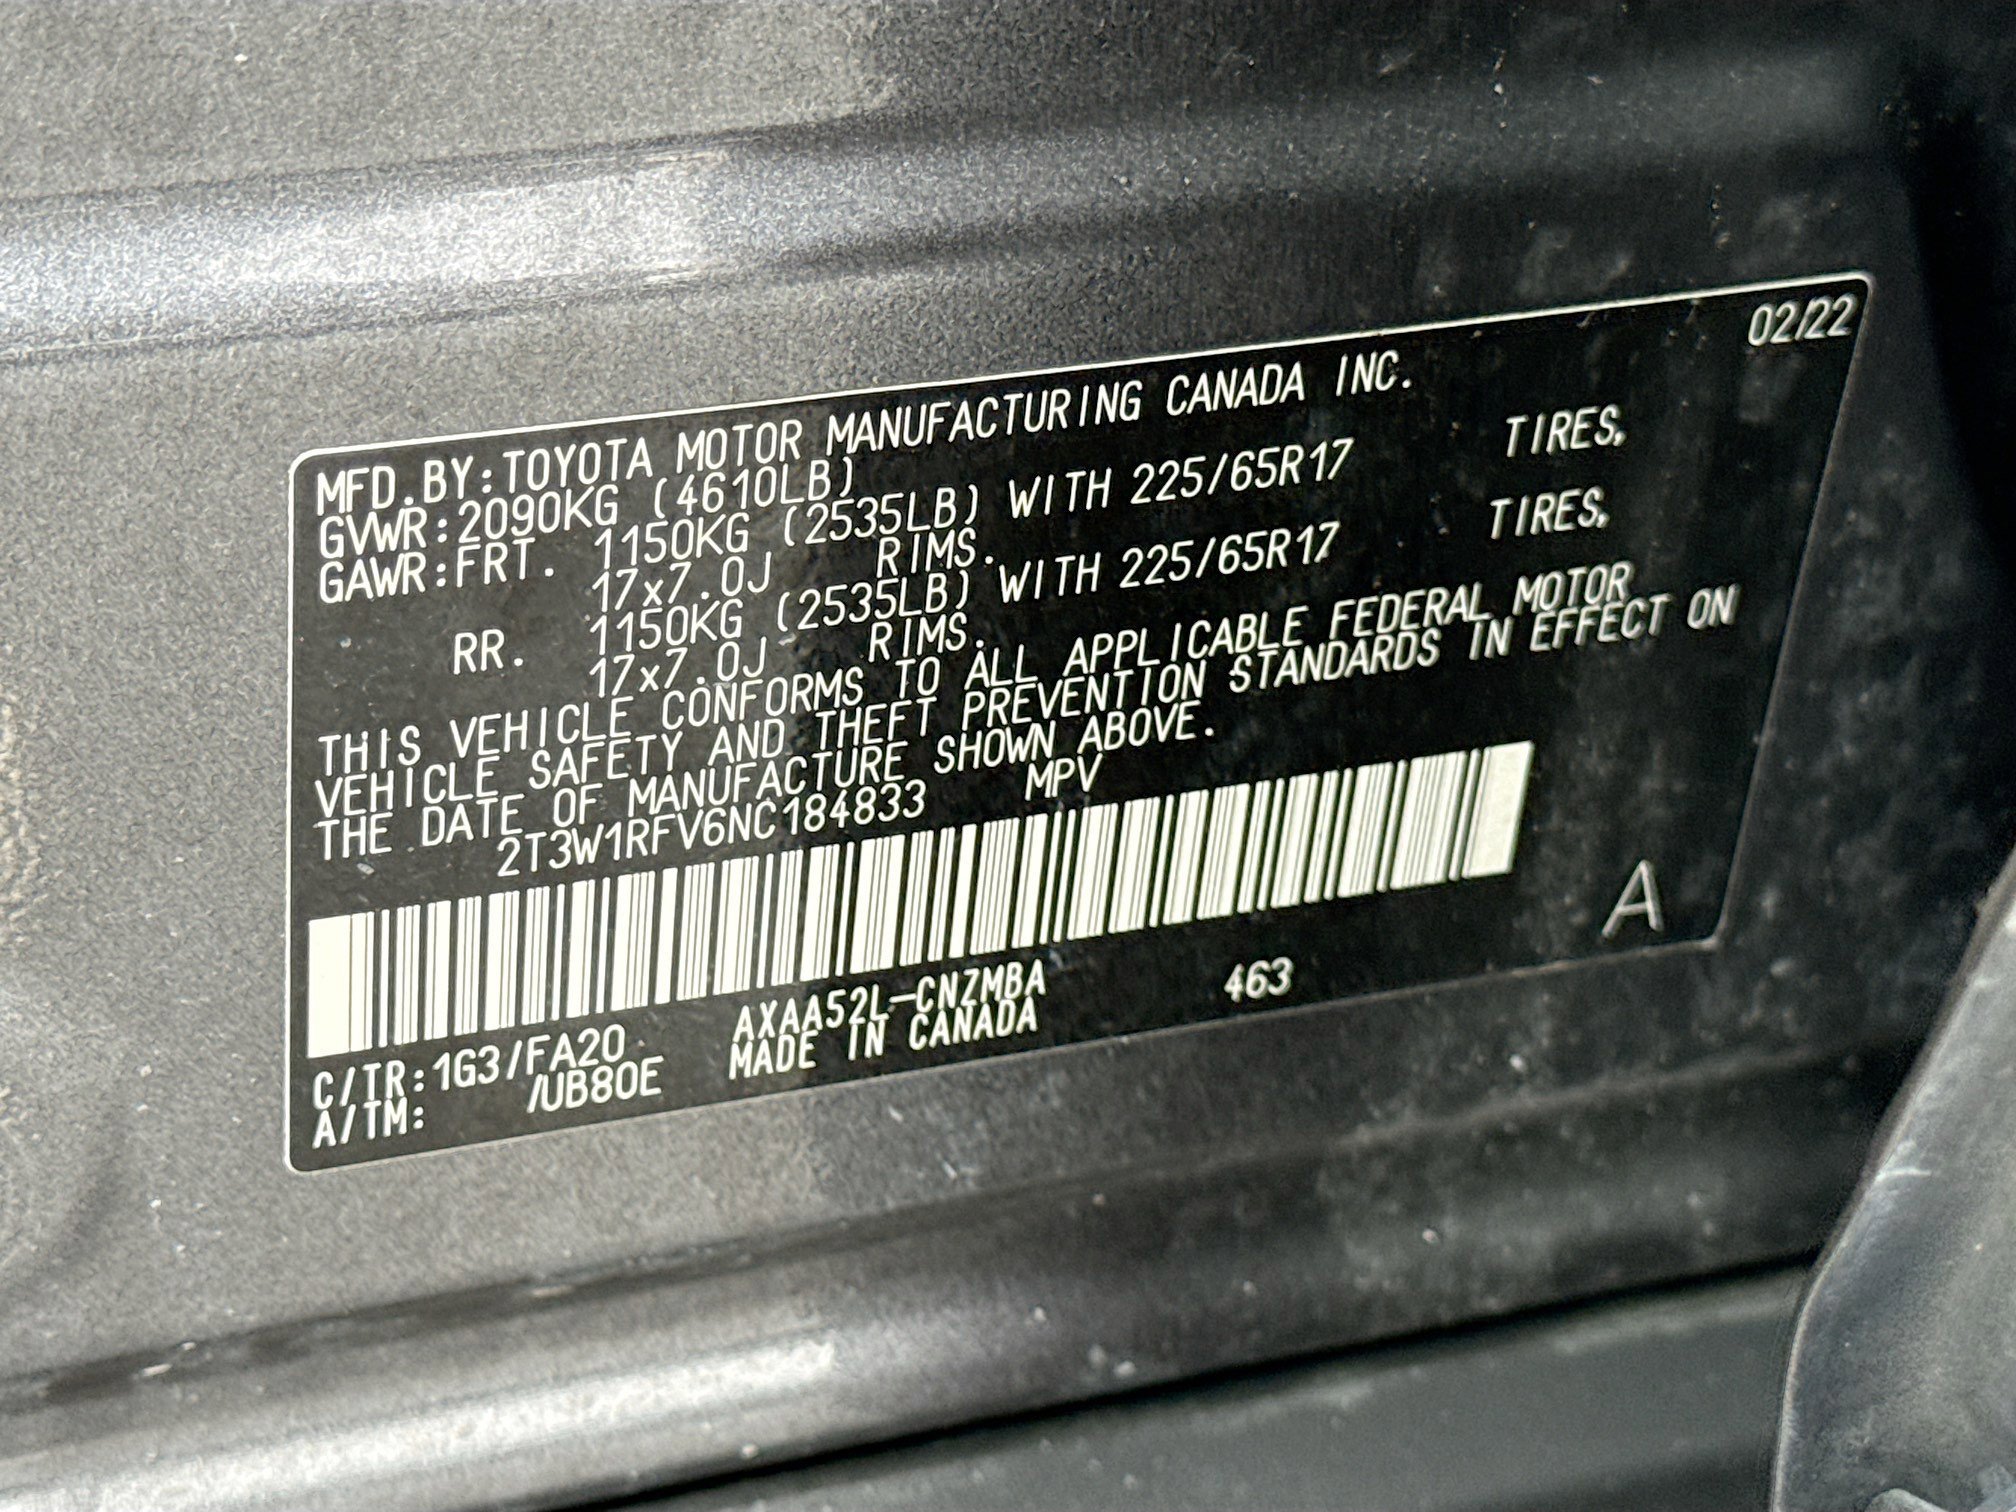 02/22
MFD.BY:TOYOTA MOTOR MANUFACTURING CANADA INC.
GVWR:2090KG (4610LB)
GAWR:FRT. 1150KG (2535LB) WITH 225/65R17 TIRES,
17x7.0J RIMS.
RR. 1150KG (2535LB) WITH 225/65R17 TIRES,
17x7.0J RIMS.
THIS VEHICLE CONFORMS TO ALL APPLICABLE FEDERAL MOTOR
VEHICLE SAFETY AND THEFT PREVENTION STANDARDS IN EFFECT ON
THE DATE OF MANUFACTURE SHOWN ABOVE.
2T3W1RFV6NC184833 MPV
A
C/TR:1G3/FA20 AXAA52L-CNZMBA 463
A/TM: /UB80E MADE IN CANADA